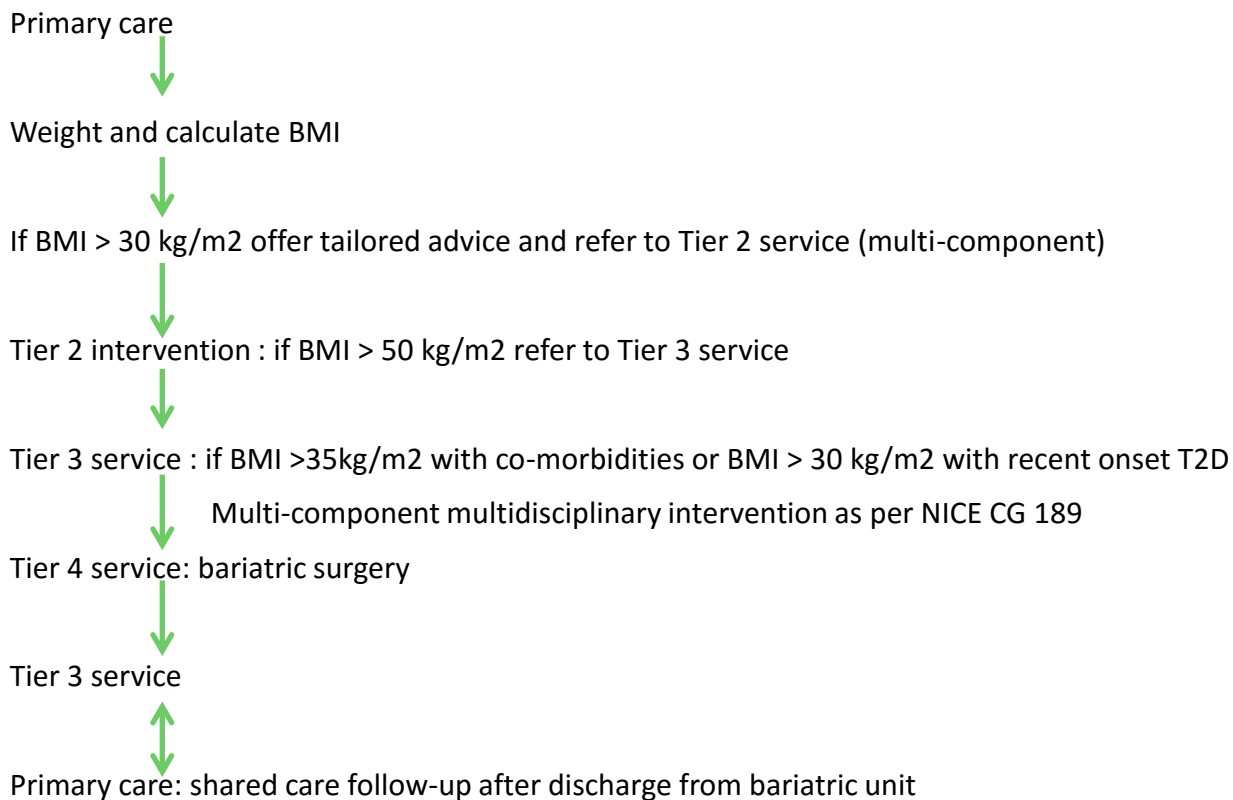 Primary care
Weight and calculate BMI
If BMI > 30 kg/m2 offer tailored advice and refer to Tier 2 service (multi-component)
Tier 2 intervention : if BMI > 50 kg/m2 refer to Tier 3 service
Tier 3 service : if BMI >35kg/m2 with co-morbidities or BMI > 30 kg/m2 with recent onset T2D
Multi-component multidisciplinary intervention as per NICE CG 189
Tier 4 service: bariatric surgery
Tier 3 service
Primary care: shared care follow-up after discharge from bariatric unit